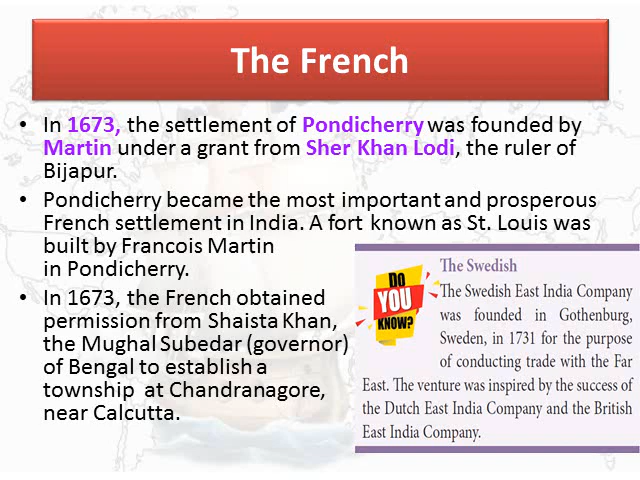 The French
• In 1673, the settlement of Pondicherry was founded by
Martin under a grant from Sher Khan Lodi, the ruler of
Bijapur.
• Pondicherry became the most important and prosperous
French settlement in India. A fort known as St. Louis was
built by Francois Martin
in Pondicherry.
• In 1673, the French obtained
permission from Shaista Khan,
the Mughal Subedar (governor)
of Bengal to establish a
township at Chandranagore,
near Calcutta.
DO
YOU
KNOW?
The Swedish
The Swedish East India Company
was founded in Gothenburg,
Sweden, in 1731 for the purpose
of conducting trade with the Far
East. The venture was inspired by the success of
the Dutch East India Company and the British
East India Company.